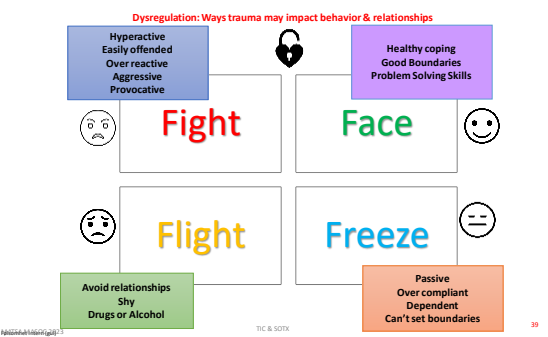 Dysregulation: Ways trauma may impact behavior & relationships
Hyperactive
Easily offended
Over reactive
Aggressive
Provocative
Healthy coping
Good Boundaries
Problem Solving Skills
Fight
Face
Flight
Freeze
Avoid relationships
Shy
Drugs or Alcohol
Passive
Over compliant
Dependent
Can't set boundaries
TIC & SOTX
39